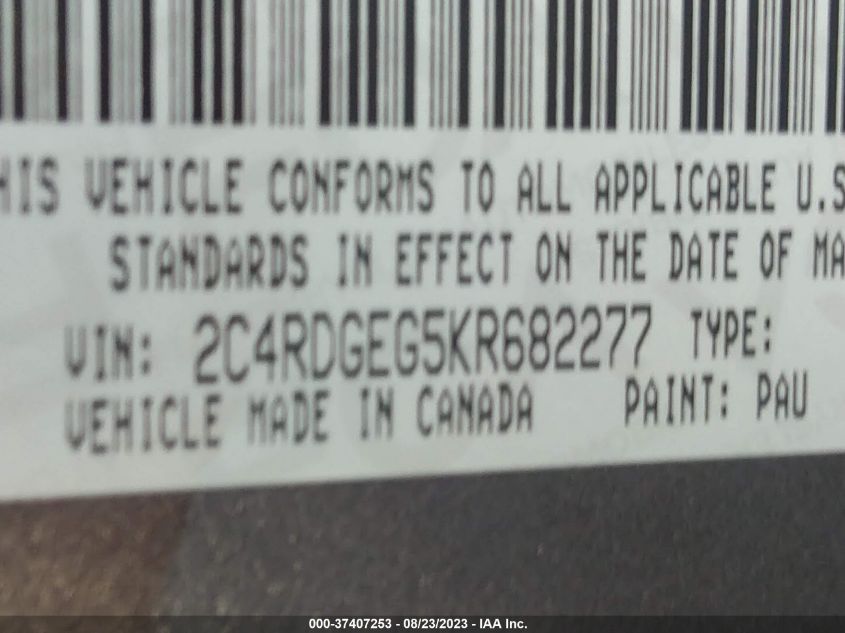 HIS VEHICLE CONFORMS TO ALL APPLICABLE U.S
STANDARDS IN EFFECT ON THE DATE OF MA
VIN: 2C4RDGEG5KR682277 TYPE:
VEHICLE MADE IN CANADA PAINT: PAU
000-37407253 - 08/23/2023 - IAA Inc.